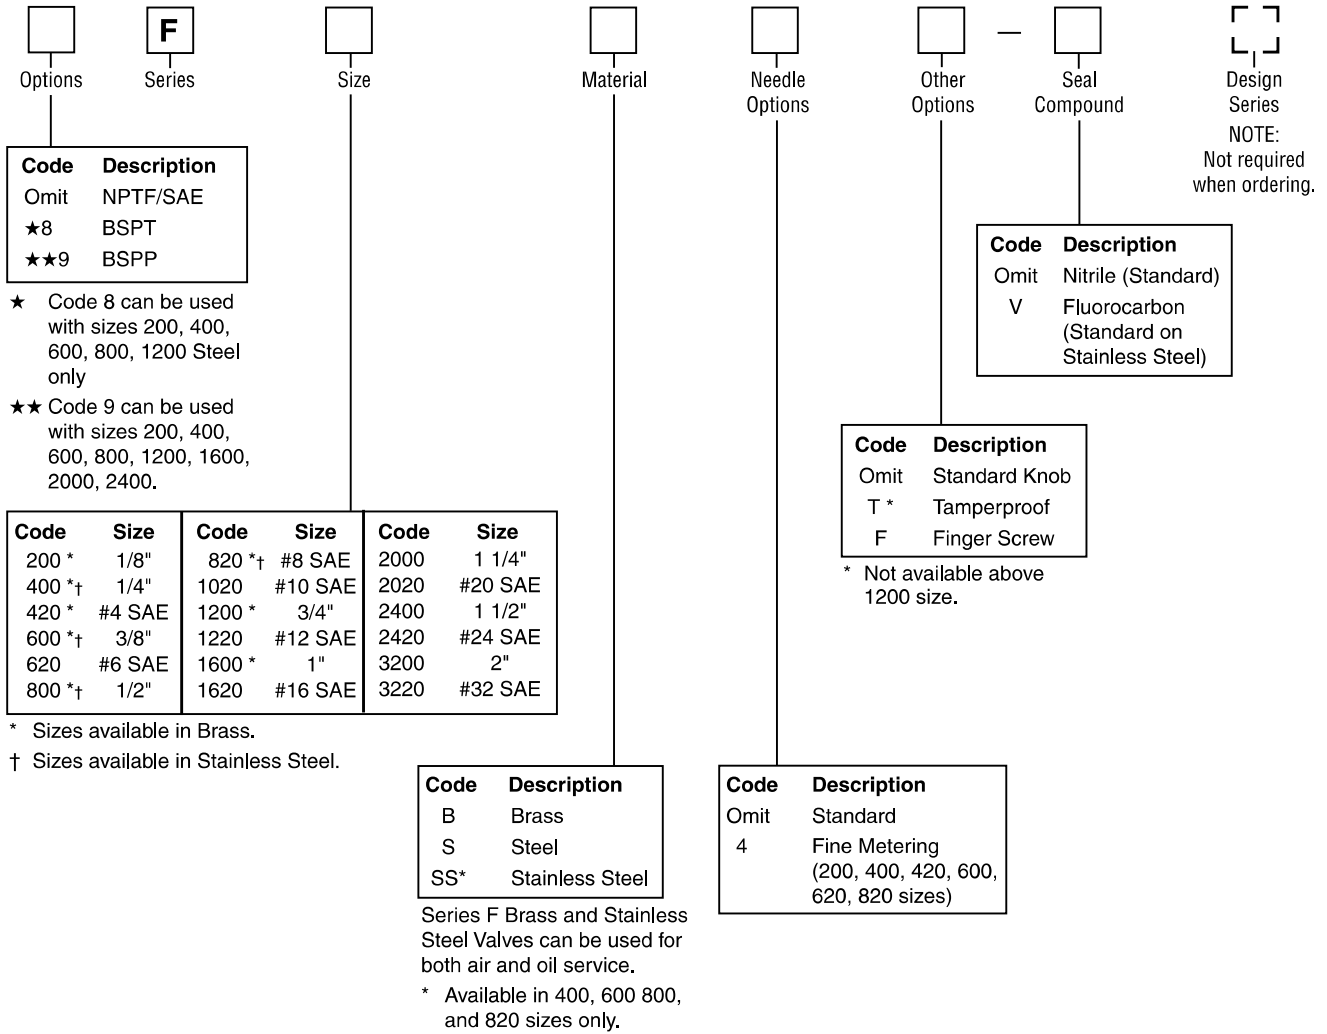 F
—
Options
Series
Size
Material
Needle
Options
Other
Options
Seal
Compound
Design
Series
NOTE:
Not required
when ordering.
Code Description
Omit NPTF/SAE
★8 BSPT
★★9 BSPP
★ Code 8 can be used
with sizes 200, 400,
600, 800, 1200 Steel
only
★★ Code 9 can be used
with sizes 200, 400,
600, 800, 1200, 1600,
2000, 2400.
Code Description
Omit Nitrile (Standard)
V Fluorocarbon
(Standard on
Stainless Steel)
Code Description
Omit Standard Knob
T * Tamperproof
F Finger Screw
* Not available above
1200 size.
Code Size Code Size Code Size
200 * 1/8" 820 *† #8 SAE 2000 1 1/4"
400 *† 1/4" 1020 #10 SAE 2020 #20 SAE
420 * #4 SAE 1200 * 3/4" 2400 1 1/2"
600 *† 3/8" 1220 #12 SAE 2420 #24 SAE
620 #6 SAE 1600 * 1" 3200 2"
800 *† 1/2" 1620 #16 SAE 3220 #32 SAE
* Sizes available in Brass.
† Sizes available in Stainless Steel.
Code Description
B Brass
S Steel
SS* Stainless Steel
Series F Brass and Stainless
Steel Valves can be used for
both air and oil service.
* Available in 400, 600 800,
and 820 sizes only.
Code Description
Omit Standard
4 Fine Metering
(200, 400, 420, 600,
620, 820 sizes)